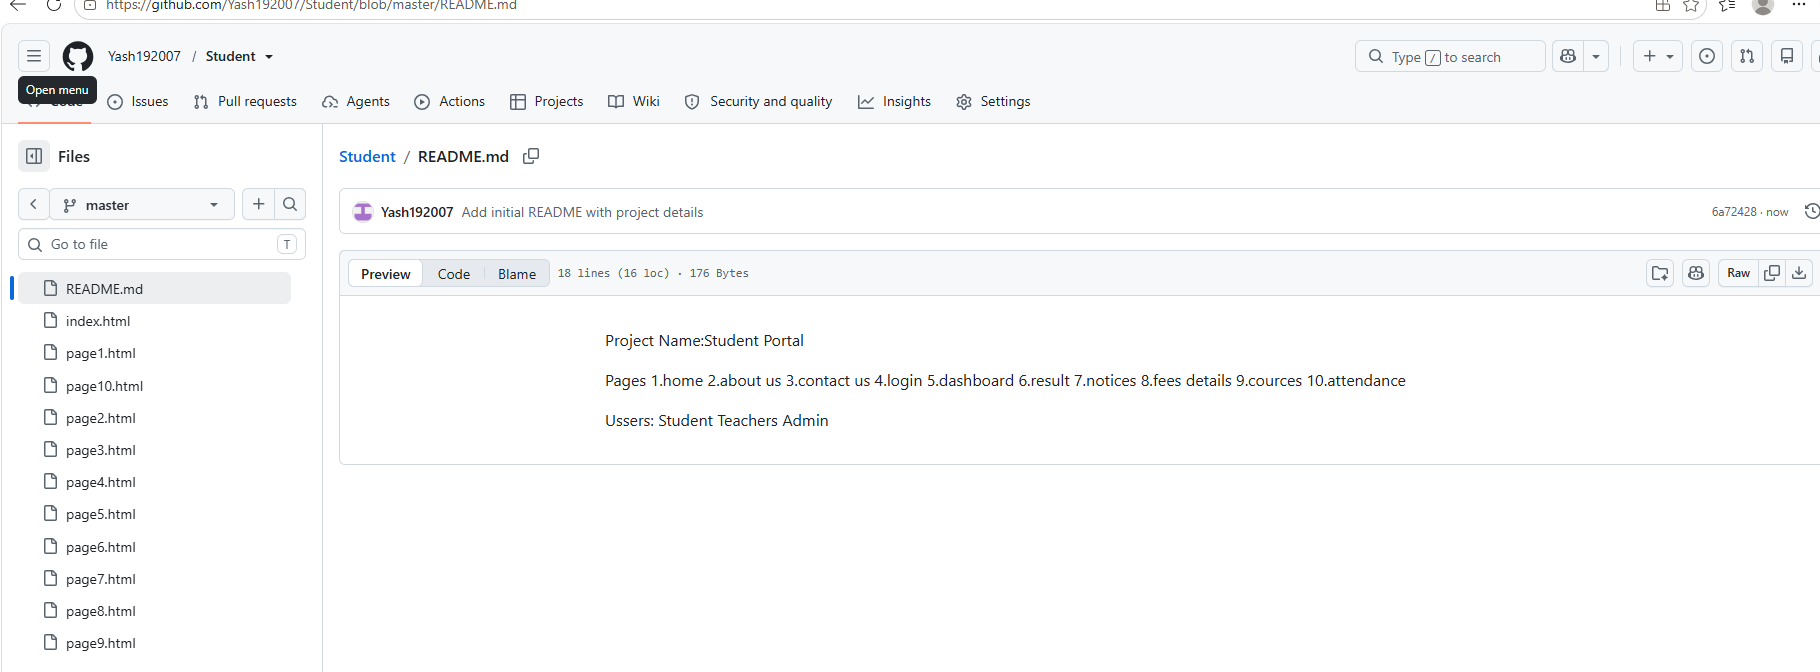 https://github.com/Yash192007/Student/blob/master/README.md
Yash192007 / Student
Type / to search
Open menu
Code
Issues
Pull requests
Agents
Actions
Projects
Wiki
Security and quality
Insights
Settings
Files
master
Go to file
T
README.md
index.html
page1.html
page10.html
page2.html
page3.html
page4.html
page5.html
page6.html
page7.html
page8.html
page9.html
Student / README.md
Yash192007 Add initial README with project details
6a72428 · now
Preview
Code
Blame
18 lines (16 loc) · 176 Bytes
Raw
Project Name:Student Portal
Pages 1.home 2.about us 3.contact us 4.login 5.dashboard 6.result 7.notices 8.fees details 9.cources 10.attendance
Ussers: Student Teachers Admin